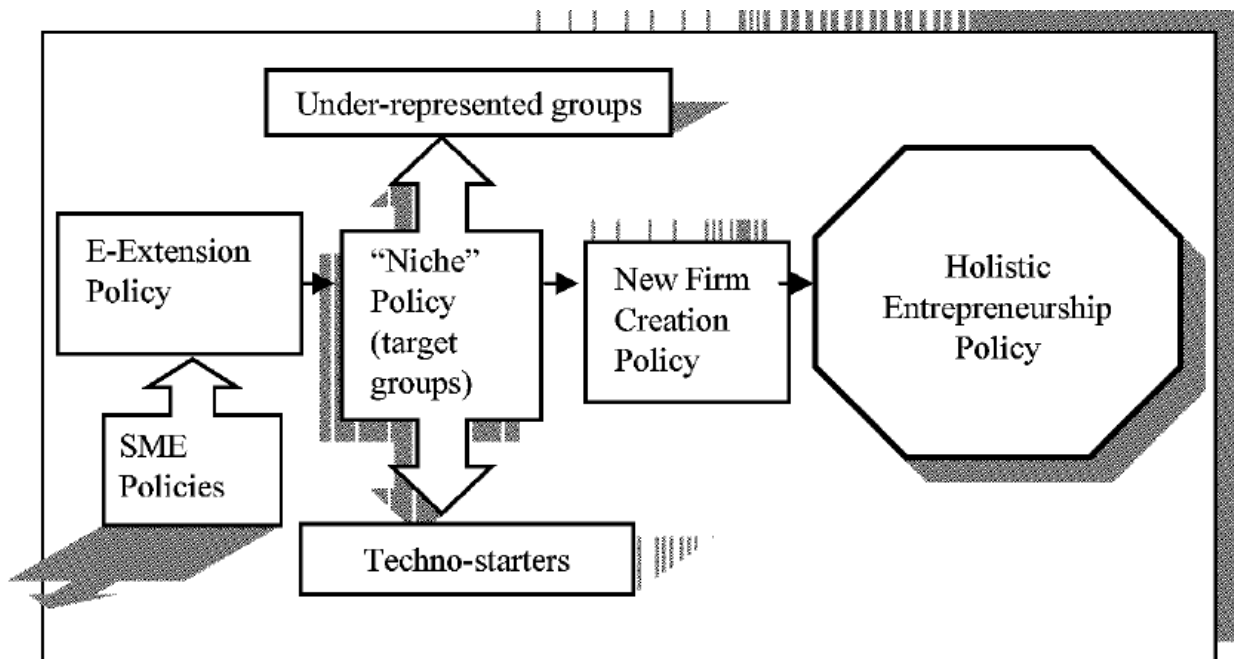 Under-represented groups
E-Extension
Policy
“Niche”
Policy
(target
groups)
New Firm
Creation
Policy
Holistic
Entrepreneurship
Policy
SME
Policies
Techno-starters